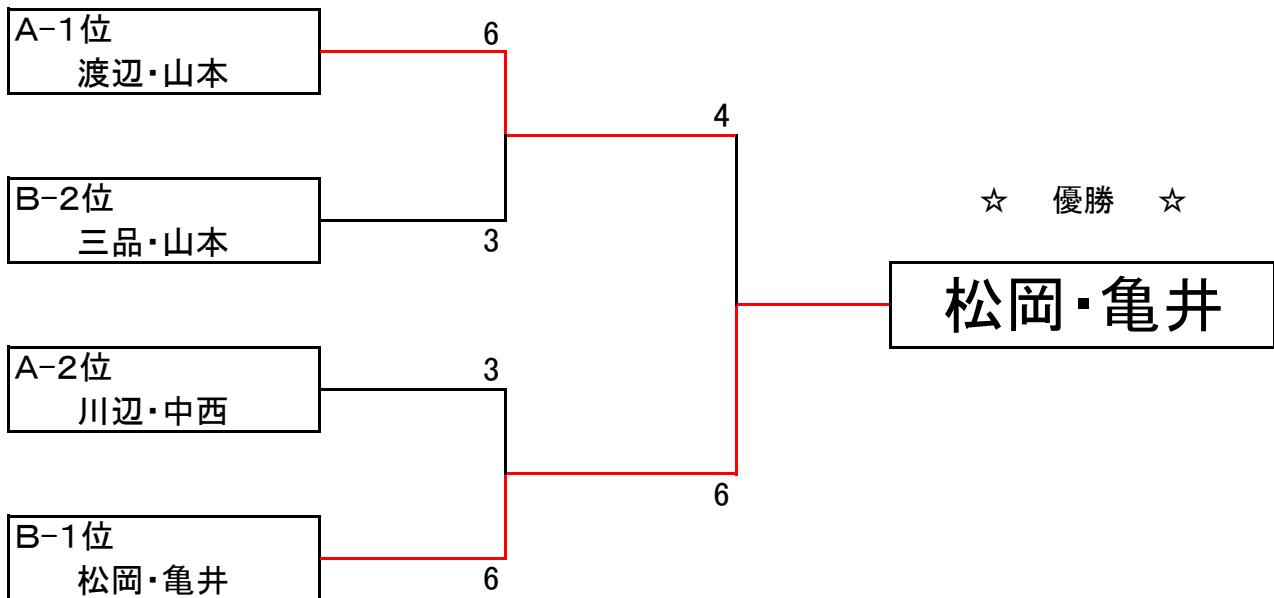 A-1位
渡辺・山本
6
B-2位
三品・山本
3
A-2位
川辺・中西
3
B-1位
松岡・亀井
6
4
6
☆ 優勝 ☆
松岡・亀井